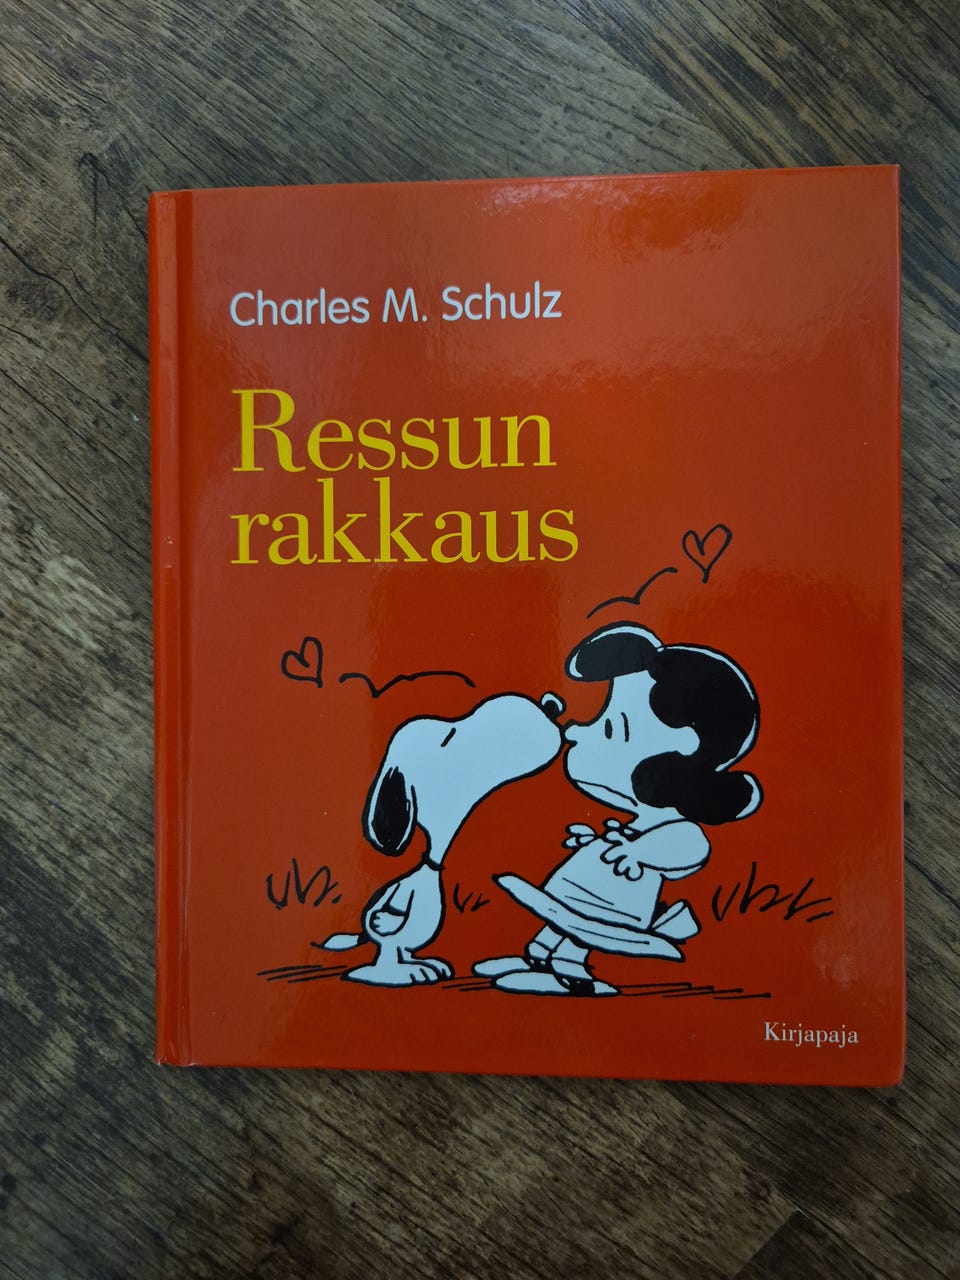 Charles M. Schulz
Ressun
rakkaus
Kirjapaja